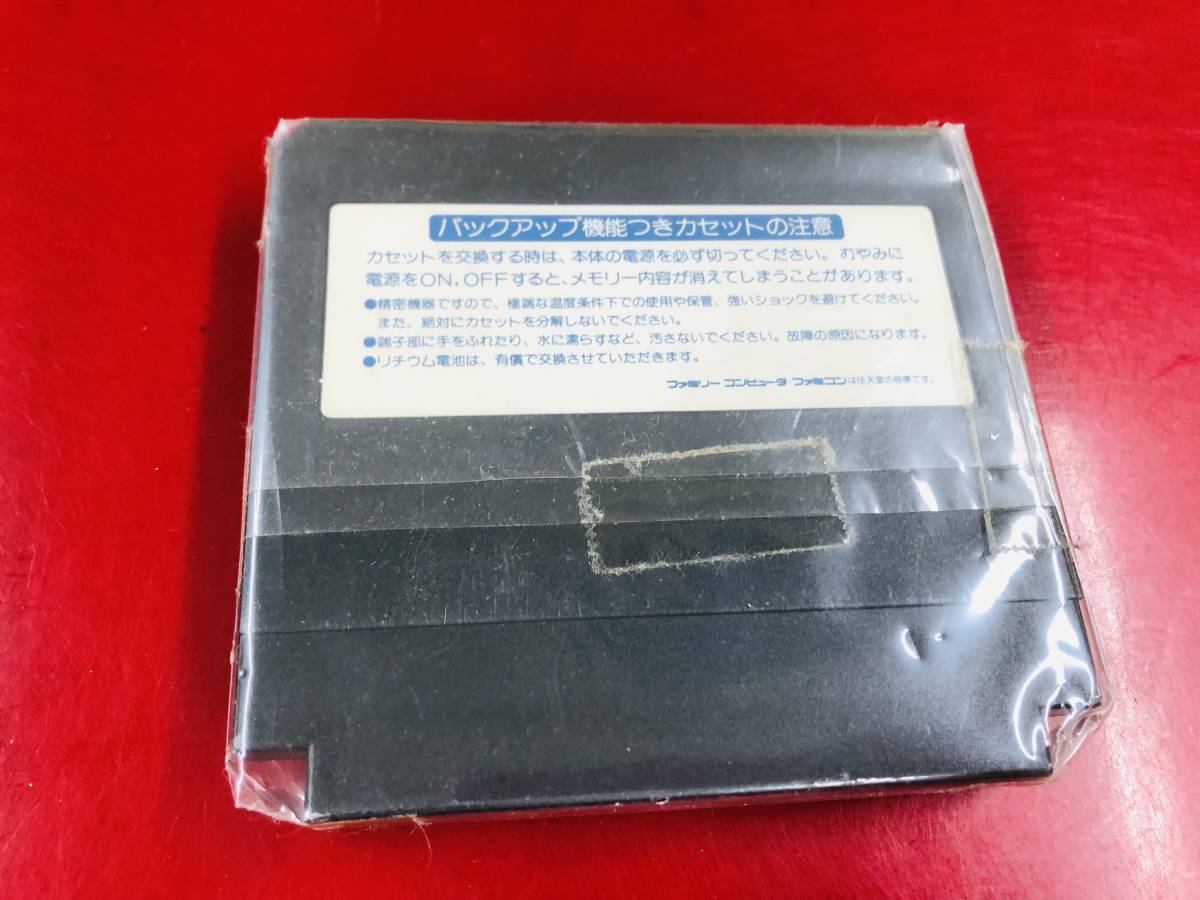 バックアップ機能つきカセットの注意
カセットを交換する時は、本体の電源を必ず切ってください。むやみに
電源をON,OFFすると、メモリー内容が消えてしまうことがあります。
●精密機器ですので、極端な温度条件下での使用や保管、強いショックを避けてください。
また、絶対にカセットを分解しないでください。
●端子部に手をふれたり、水に濡らすなど、汚さないでください。故障の原因になります。
●リチウム電池は、有償で交換させていただきます。
ファミリーコンピュータ・ファミコンは任天堂の商標です。